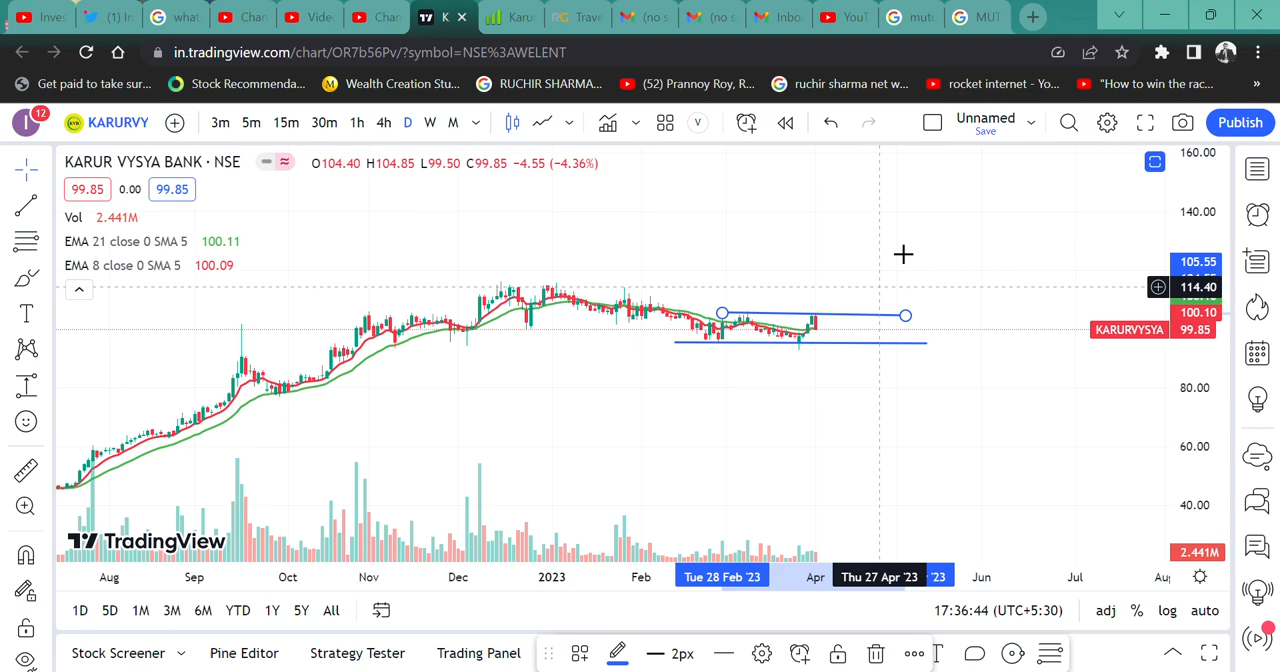 Inves (1) In what Chan Vide Chan K Karu Trave (no s (no s Inbo YouT mutu MUT
in.tradingview.com/chart/OR7b56Pv/?symbol=NSE%3AWELENT
Get paid to take sur... Stock Recommenda... Wealth Creation Stu... RUCHIR SHARMA... (52) Prannoy Roy, R... ruchir sharma net w... rocket internet - Yo... "How to win the rac... »
I 12 KARURVY 3m 5m 15m 30m 1h 4h D W M V Unnamed Save Publish
KARUR VYSYA BANK · NSE O104.40 H104.85 L99.50 C99.85 -4.55 (-4.36%)
99.85 0.00 99.85
Vol 2.441M
EMA 21 close 0 SMA 5 100.11
EMA 8 close 0 SMA 5 100.09
160.00
140.00
105.55
114.40
100.10
KARURVYSYA 99.85
80.00
60.00
40.00
2.441M
TradingView
Aug Sep Oct Nov Dec 2023 Feb Tue 28 Feb '23 Apr Thu 27 Apr '23 '23 Jun Jul Aug
1D 5D 1M 3M 6M YTD 1Y 5Y All 17:36:44 (UTC+5:30) adj % log auto
Stock Screener Pine Editor Strategy Tester Trading Panel 2px T